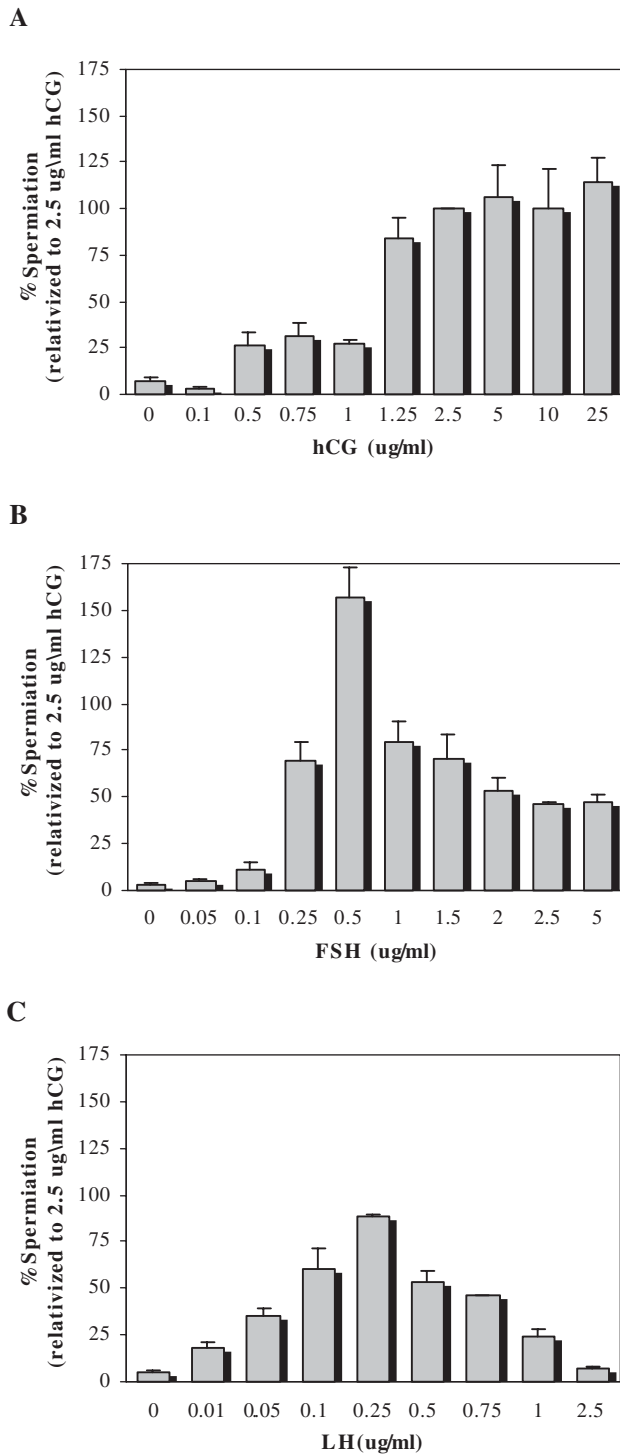 A
175
150
125
100
75
50
25
0
%Spermiation
(relativized to 2.5 ug\ml hCG)
0 0.1 0.5 0.75 1 1.25 2.5 5 10 25
hCG (ug/ml)
B
175
150
125
100
75
50
25
0
%Spermiation
(relativized to 2.5 ug\ml hCG)
0 0.05 0.1 0.25 0.5 1 1.5 2 2.5 5
FSH (ug/ml)
C
175
150
125
100
75
50
25
0
%Spermiation
(relativized to 2.5 ug\ml hCG)
0 0.01 0.05 0.1 0.25 0.5 0.75 1 2.5
LH(ug/ml)